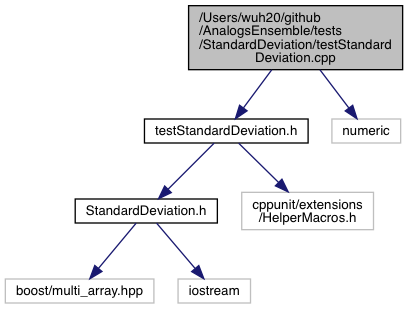 /Users/wuh20/github
/AnalogsEnsemble/tests
/StandardDeviation/testStandard
Deviation.cpp
testStandardDeviation.h
numeric
StandardDeviation.h
cppunit/extensions
/HelperMacros.h
boost/multi_array.hpp
iostream